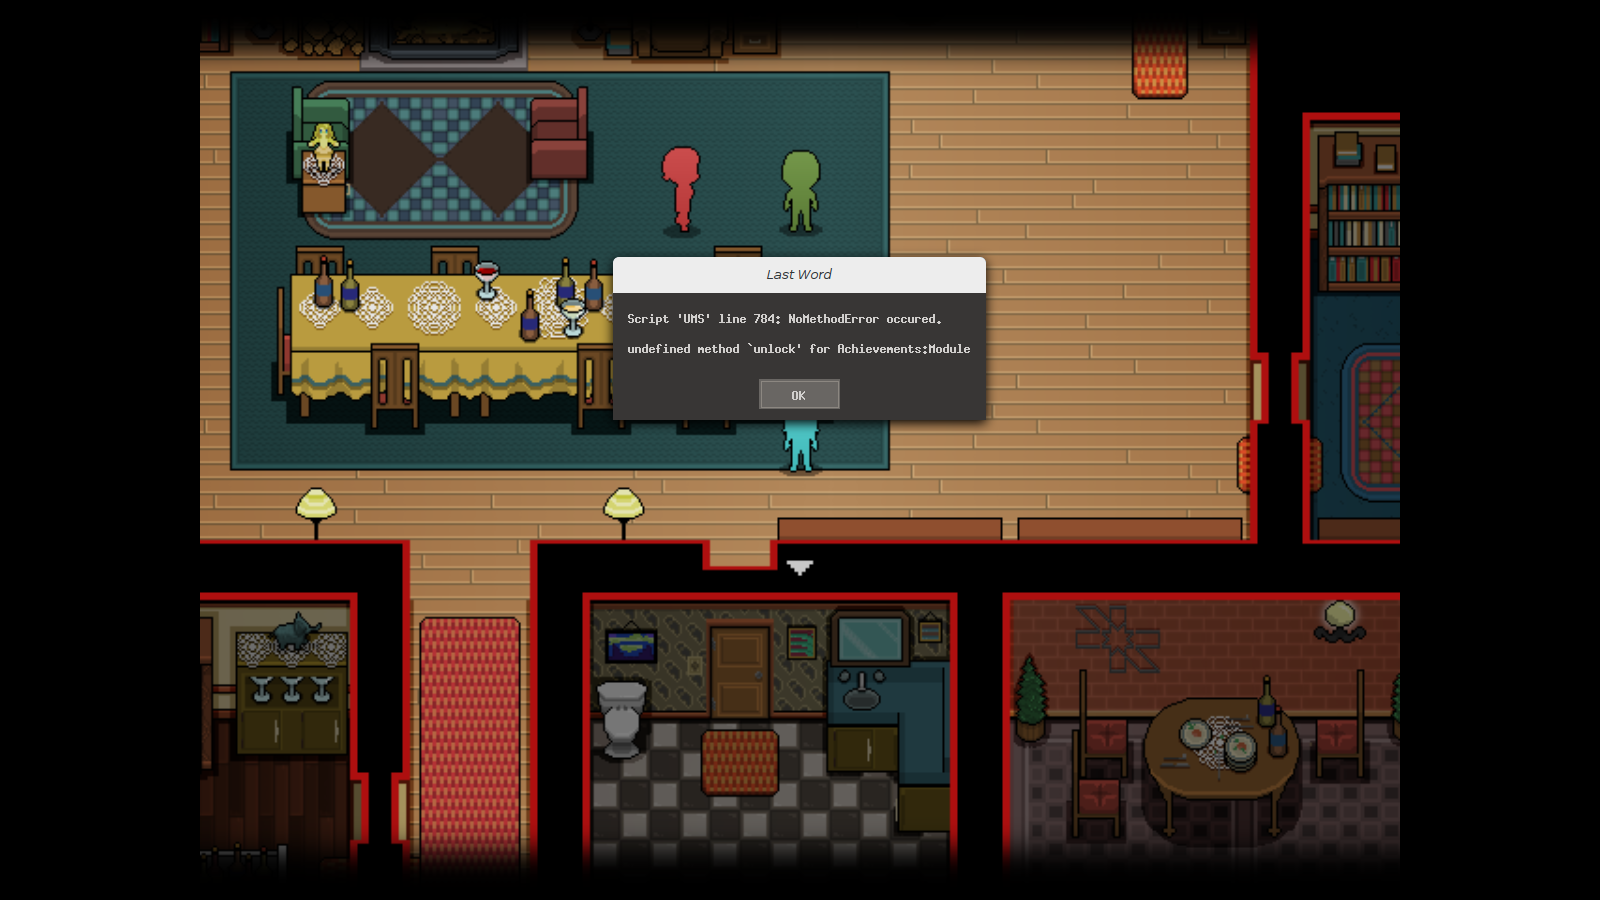 Last Word
Script 'UMS' line 784: NoMethodError occured.
undefined method `unlock' for Achievements:Module
OK